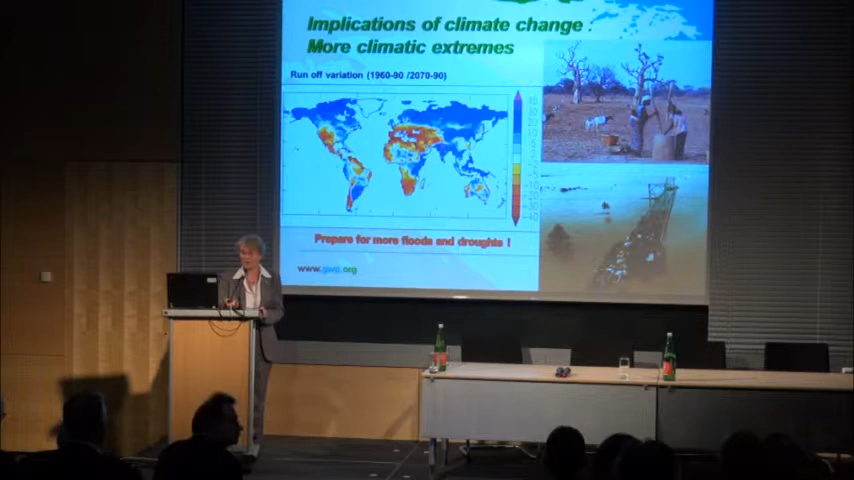 Implications of climate change :
More climatic extremes
Run off variation (1960-90 /2070-90)
Prepare for more floods and droughts !
www.gwp.org